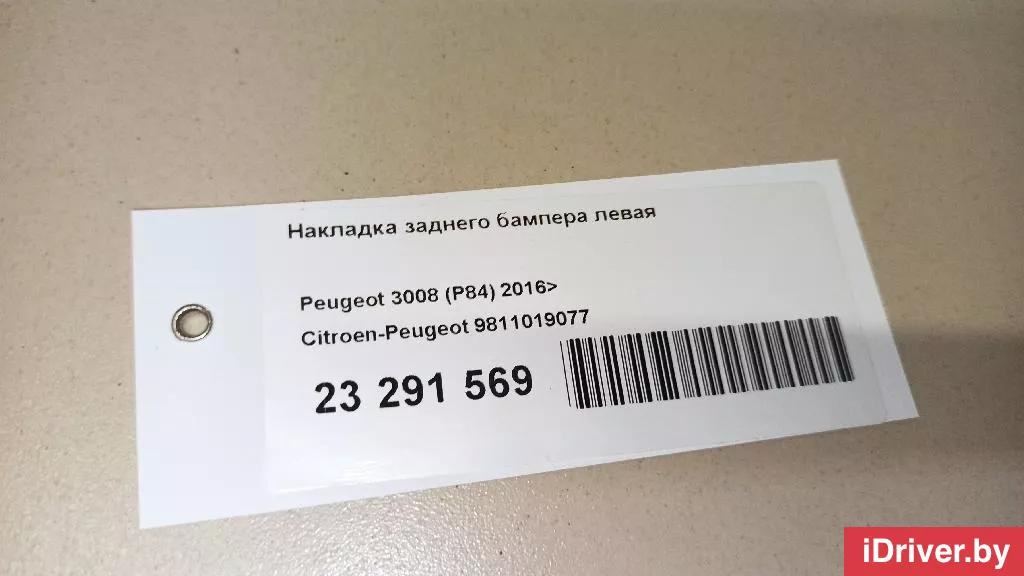 Накладка заднего бампера левая
Peugeot 3008 (P84) 2016>
Citroen-Peugeot 9811019077
23 291 569
iDriver.by